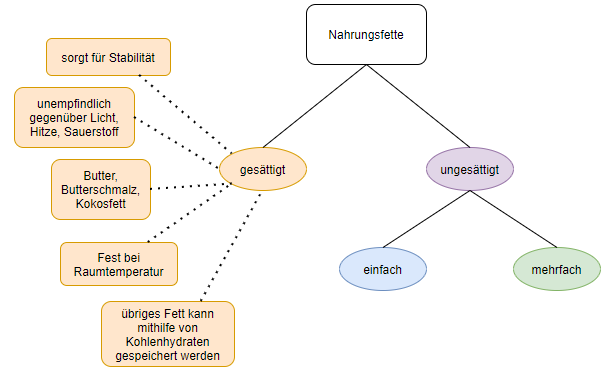 Nahrungsfette
sorgt für Stabilität
unempfindlich
gegenüber Licht,
Hitze, Sauerstoff
Butter,
Butterschmalz,
Kokosfett
Fest bei
Raumtemperatur
übriges Fett kann
mithilfe von
Kohlenhydraten
gespeichert werden
gesättigt
ungesättigt
einfach
mehrfach